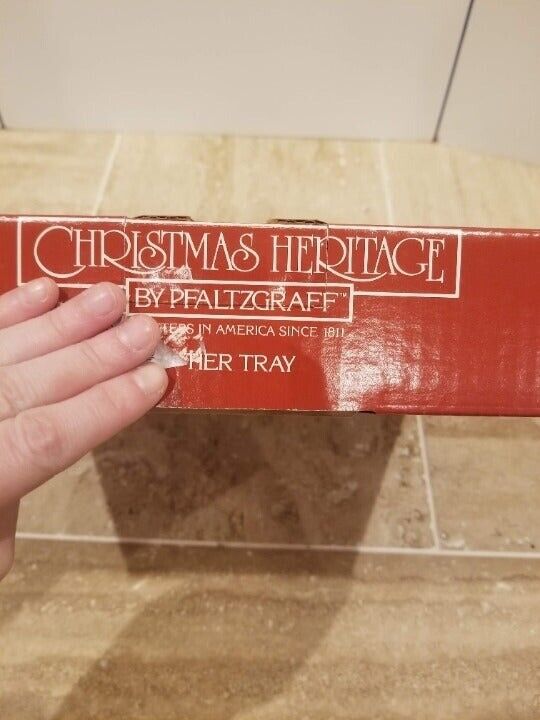 CHRISTMAS HERITAGE
BY PFALTZGRAFF™
IN AMERICA SINCE 1811
TRAY